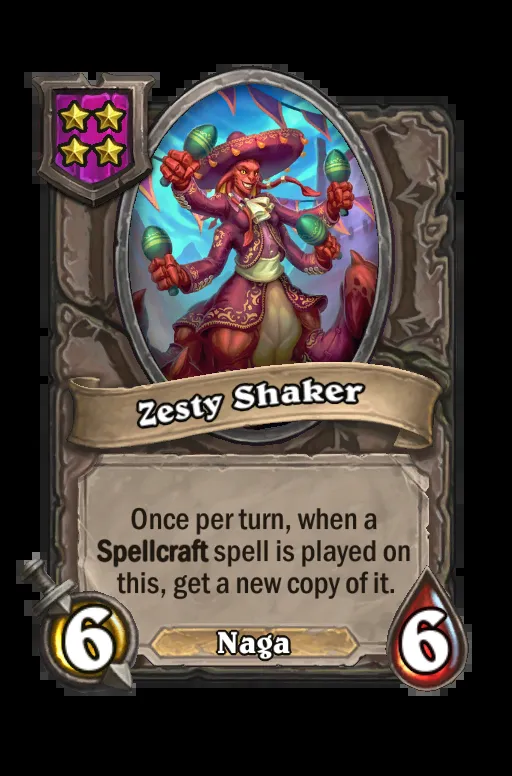 Zesty Shaker
Once per turn, when a
Spellcraft spell is played on
this, get a new copy of it.
6
Naga
6